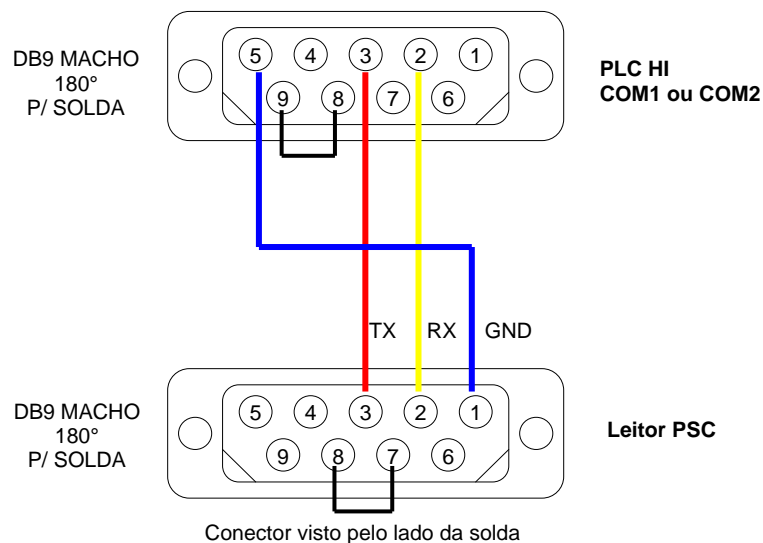 DB9 MACHO
180°
P/ SOLDA
5 4 3 2 1
9 8 7 6
PLC HI
COM1 ou COM2
TX RX GND
DB9 MACHO
180°
P/ SOLDA
5 4 3 2 1
9 8 7 6
Leitor PSC
Conector visto pelo lado da solda